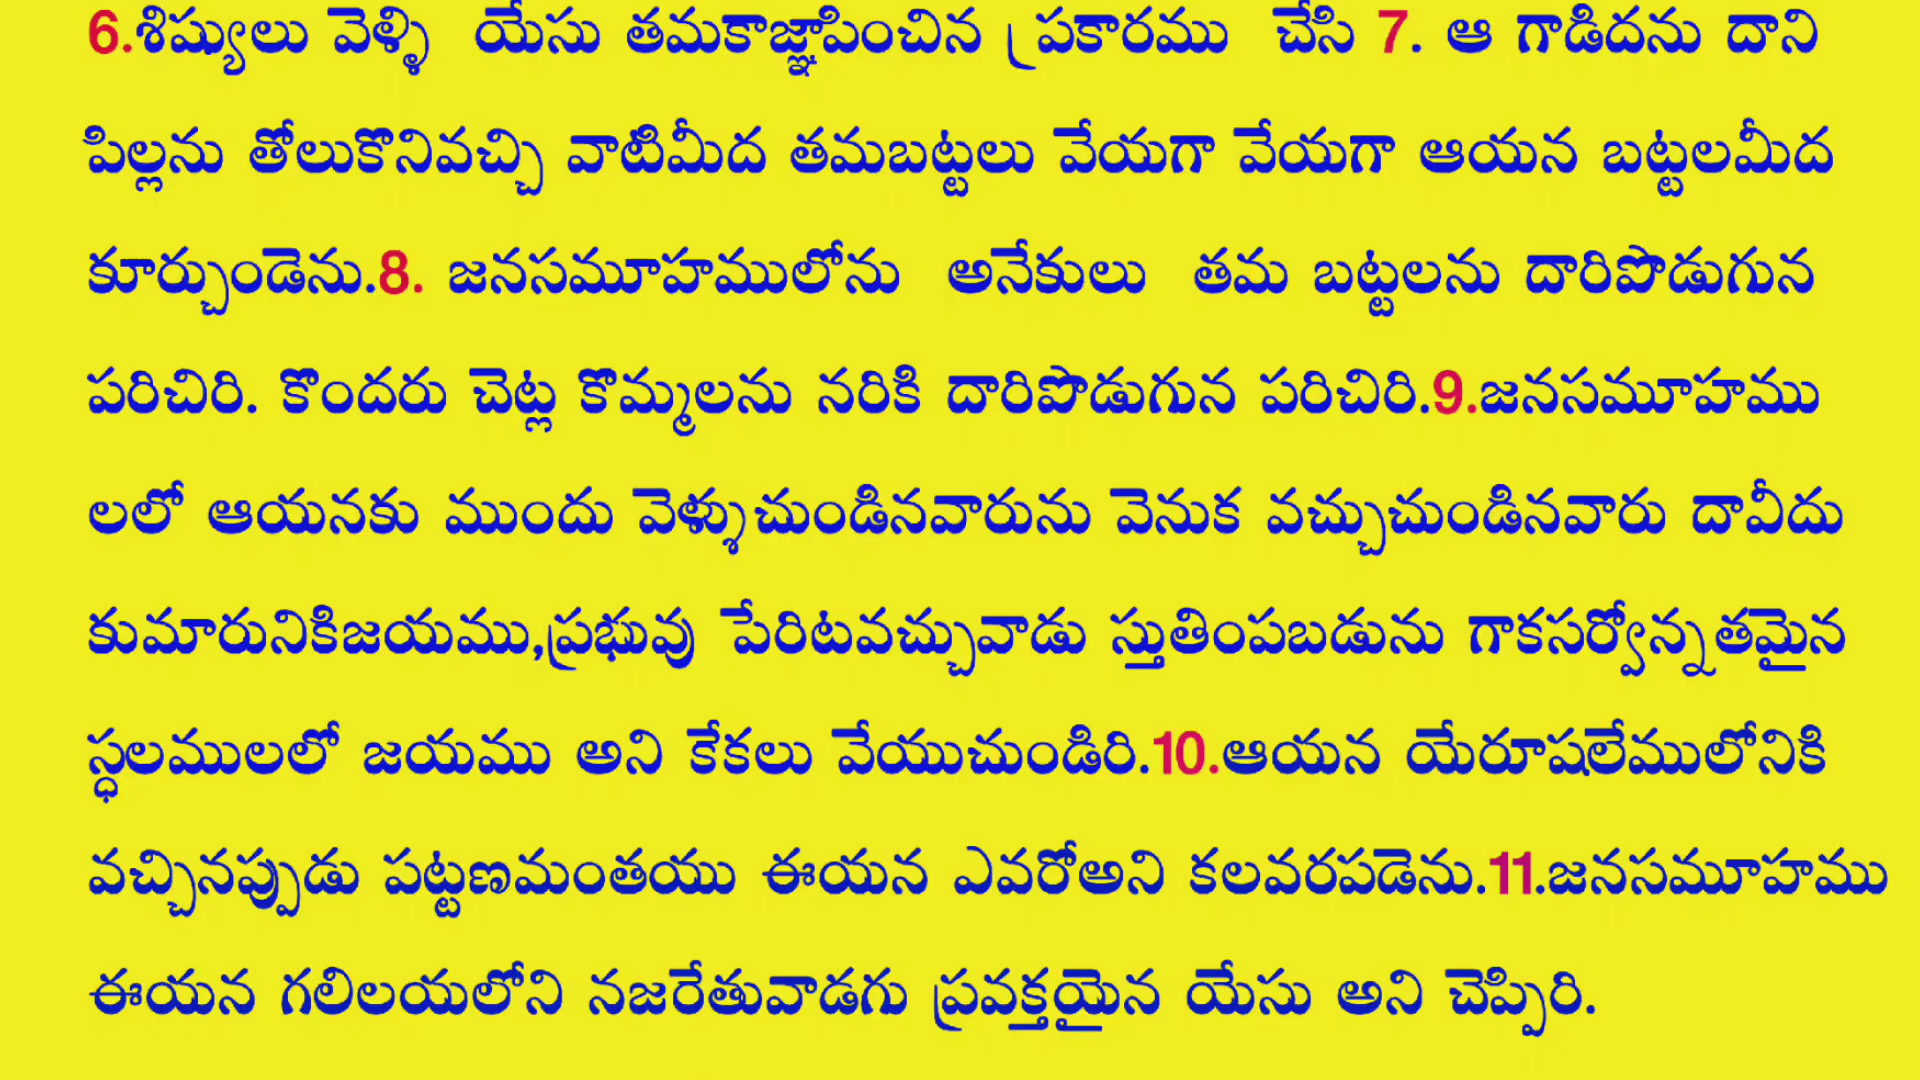 6.శిష్యులు వెళ్ళి యేసు తమకాజ్ఞాపించిన ప్రకారము చేసి 7. ఆ గాడిదను దాని
పిల్లను తోలుకొనివచ్చి వాటిమీద తమబట్టలు వేయగా వేయగా ఆయన బట్టలమీద
కూర్చుండెను.8. జనసమూహములోను అనేకులు తమ బట్టలను దారిపొడుగున
పరిచిరి. కొందరు చెట్ల కొమ్మలను నరికి దారిపొడుగున పరిచిరి.9.జనసమూహము
లలో ఆయనకు ముందు వెళ్ళుచుండినవారును వెనుక వచ్చుచుండినవారు దావీదు
కుమారునికిజయము,ప్రభువు పేరిటవచ్చువాడు స్తుతింపబడును గాకసర్వోన్నతమైన
స్థలములలో జయము అని కేకలు వేయుచుండిరి.10.ఆయన యేరూషలేములోనికి
వచ్చినప్పుడు పట్టణమంతయు ఈయన ఎవరోఅని కలవరపడెను.11.జనసమూహము
ఈయన గలిలయలోని నజరేతువాడగు ప్రవక్తయైన యేసు అని చెప్పిరి.